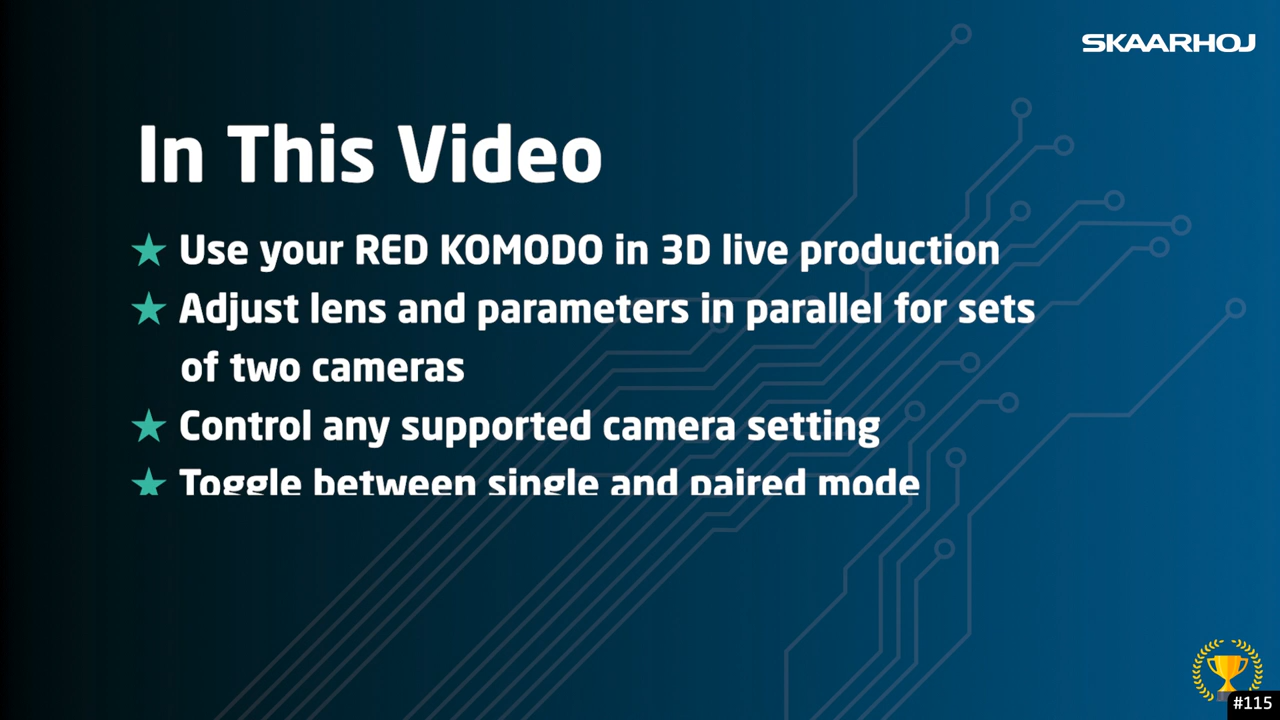 SKAARHOJ
In This Video
Use your RED KOMODO in 3D live production
Adjust lens and parameters in parallel for sets
of two cameras
Control any supported camera setting
Toggle between single and paired mode
#115